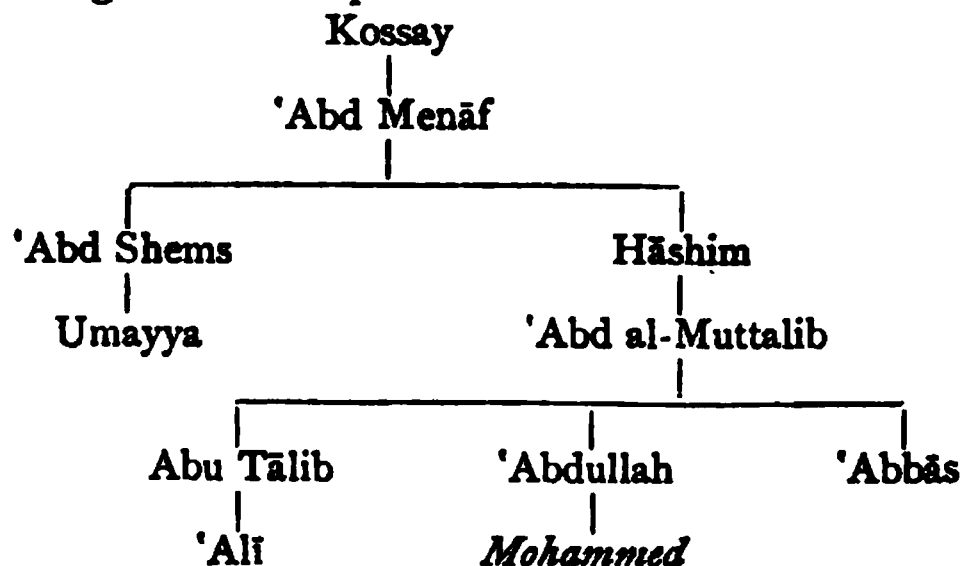 Kossay
‘Abd Menāf
‘Abd Shems Hāshim
Umayya ‘Abd al-Muttalib
Abu Tālib ‘Abdullah ‘Abbās
‘Alī Mohammed